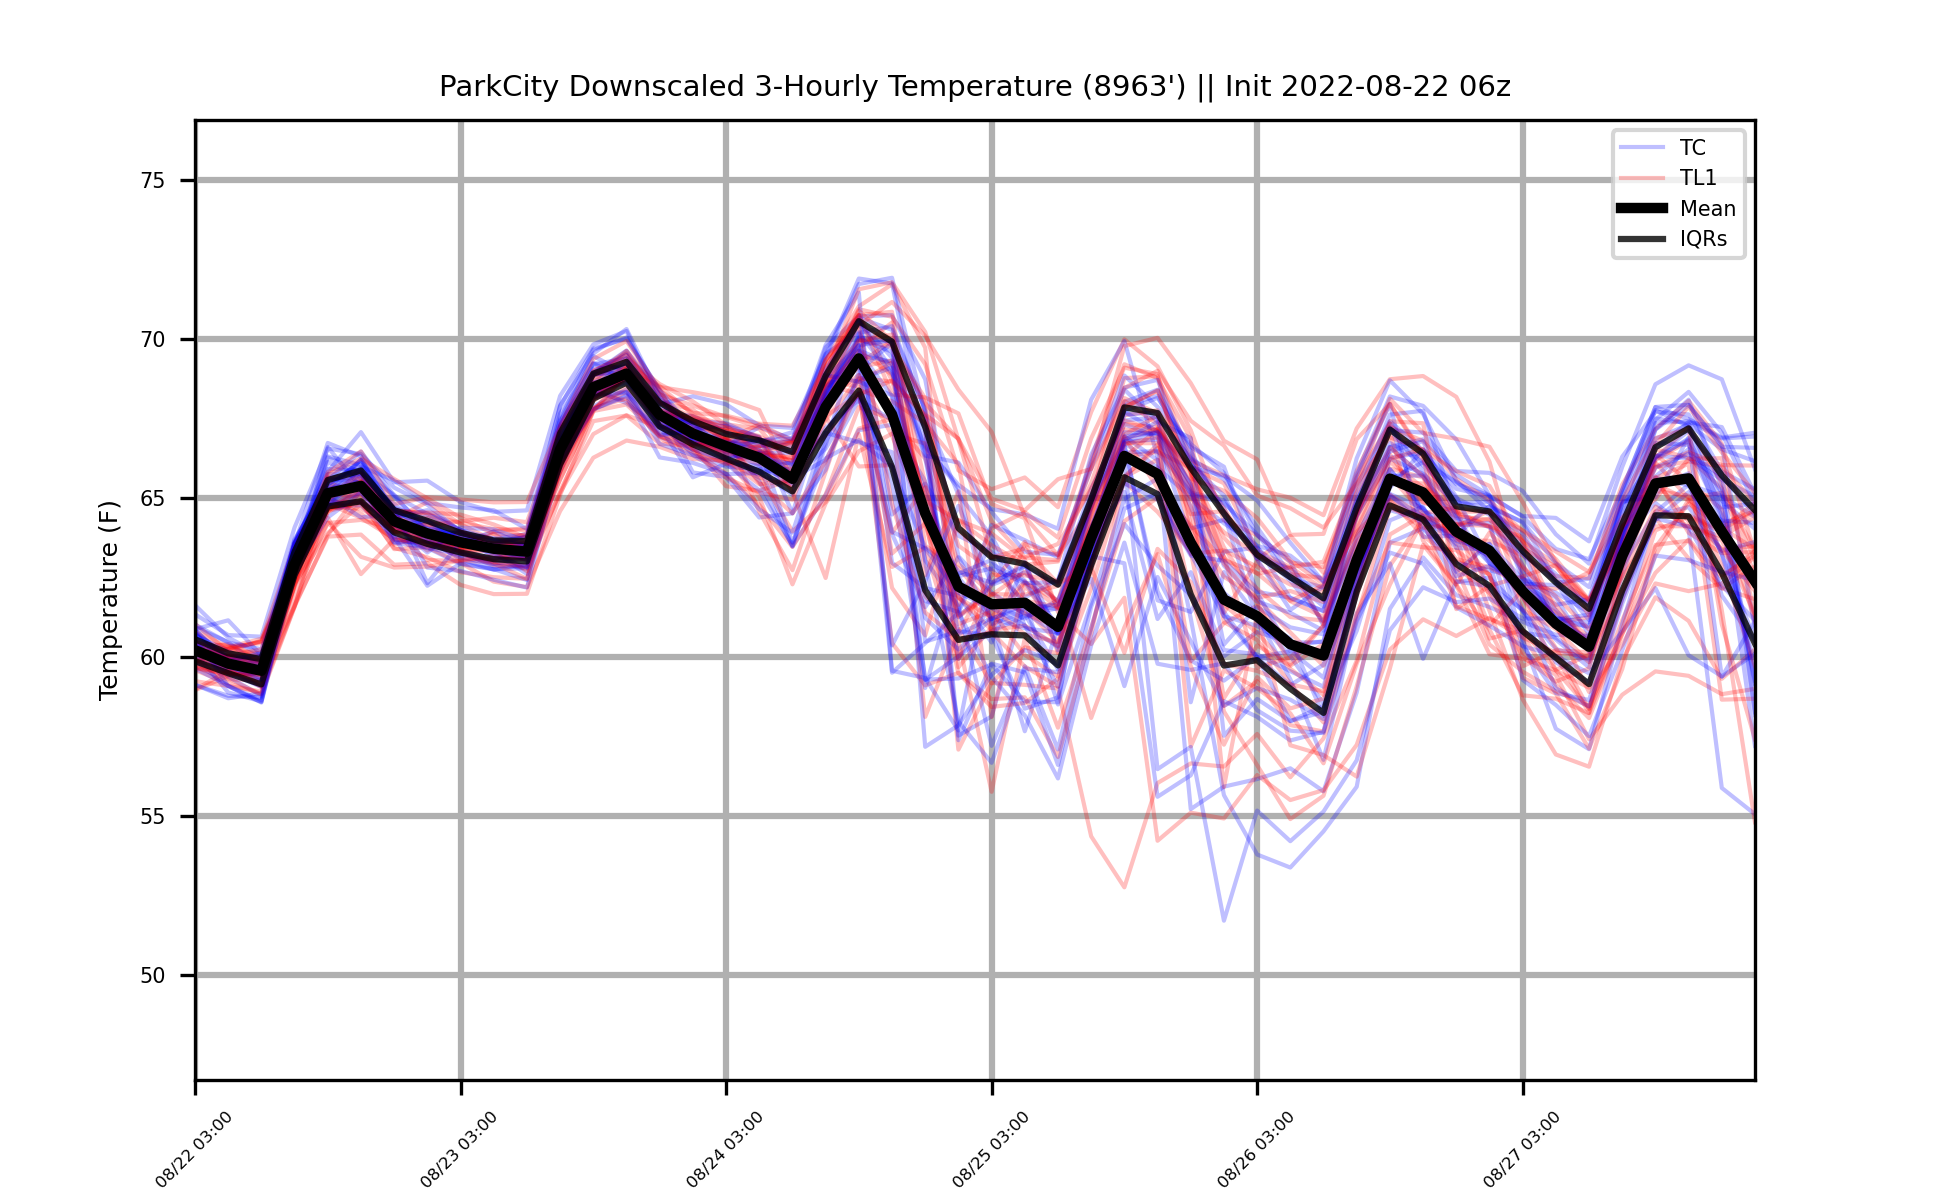 ParkCity Downscaled 3-Hourly Temperature (8963') || Init 2022-08-22 06z
TC
TL1
Mean
IQRs
Temperature (F)
75
70
65
60
55
50
08/22 03:00
08/23 03:00
08/24 03:00
08/25 03:00
08/26 03:00
08/27 03:00